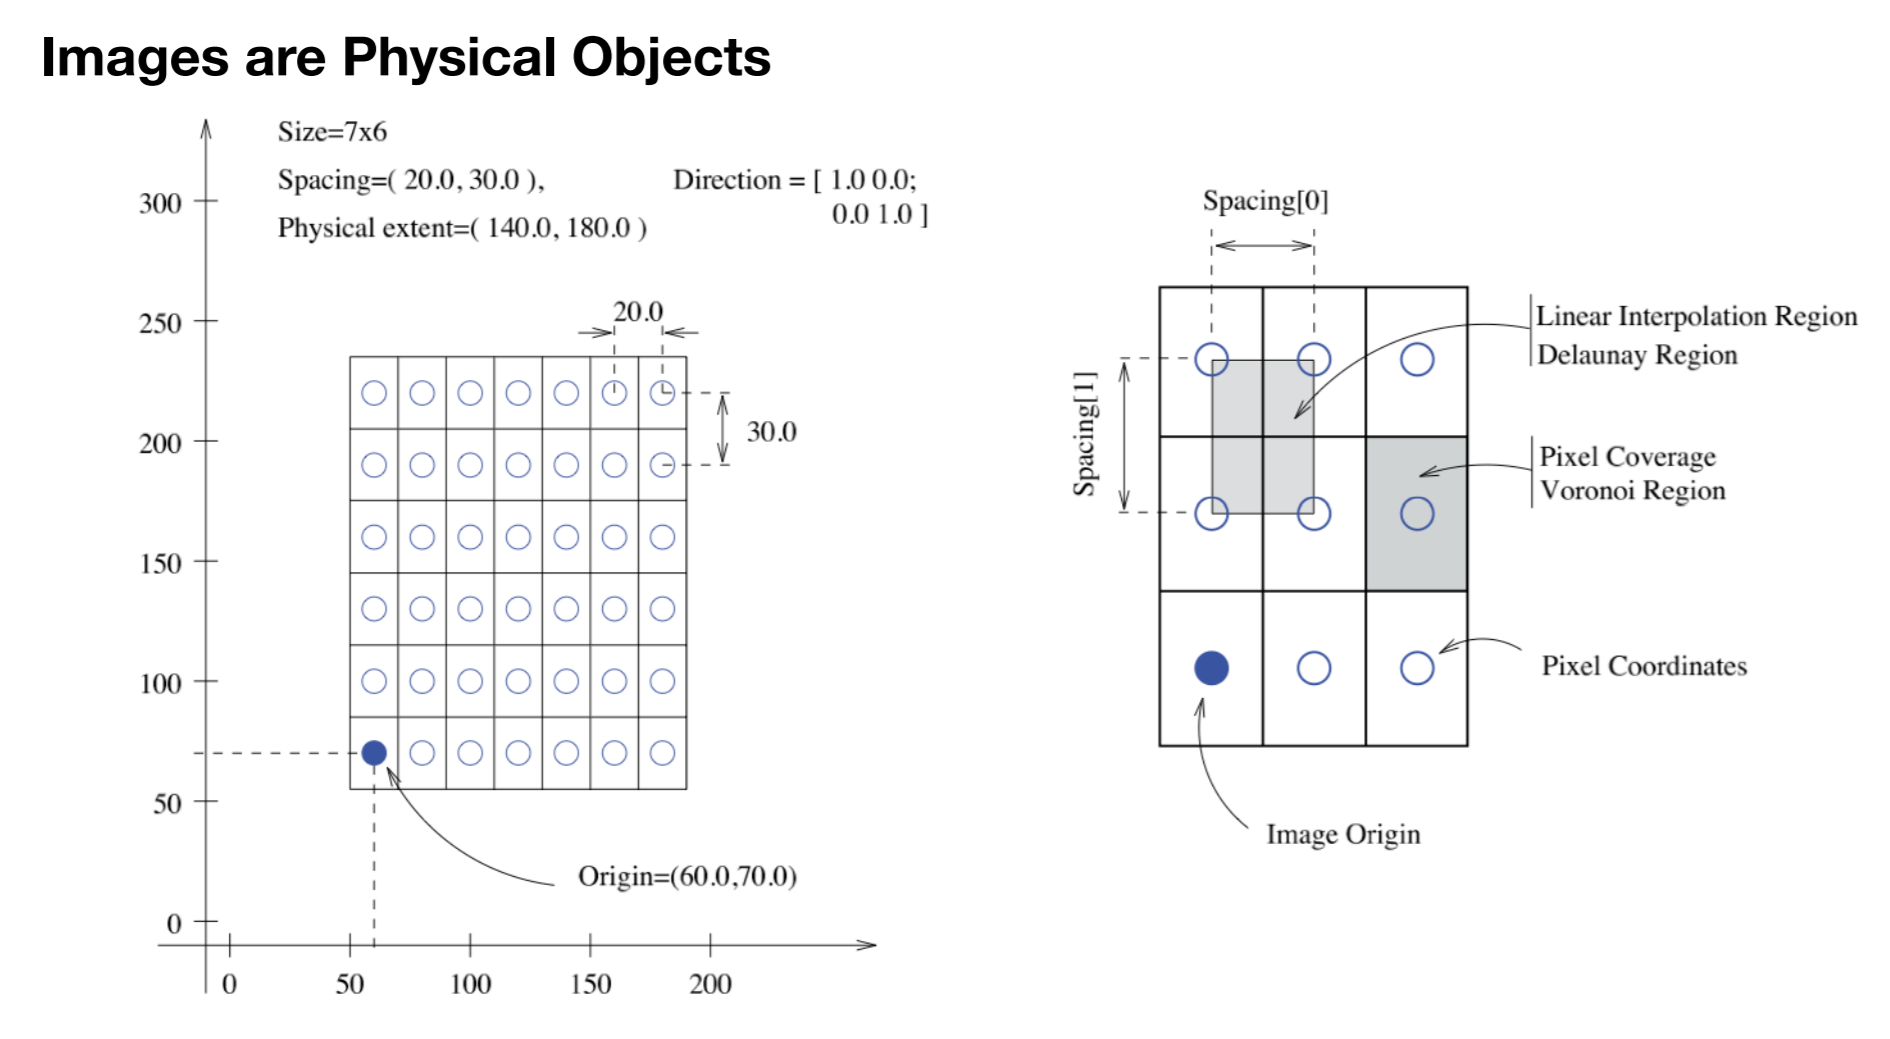 Images are Physical Objects
Size=7x6
Spacing=( 20.0, 30.0 ),
Physical extent=( 140.0, 180.0 )
Direction = [ 1.0 0.0;
0.0 1.0 ]
300
250
200
150
100
50
0
20.0
30.0
Origin=(60.0,70.0)
0
50
100
150
200
Spacing[0]
Spacing[1]
Linear Interpolation Region
Delaunay Region
Pixel Coverage
Voronoi Region
Pixel Coordinates
Image Origin